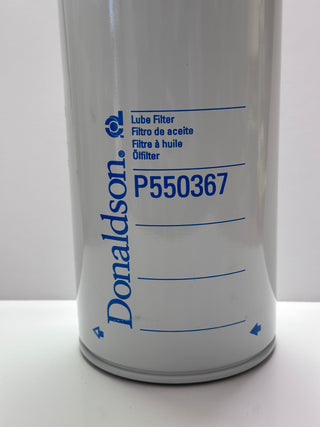 Donaldson.
Lube Filter
Filtro de aceite
Filtre à huile
Ölfilter
P550367